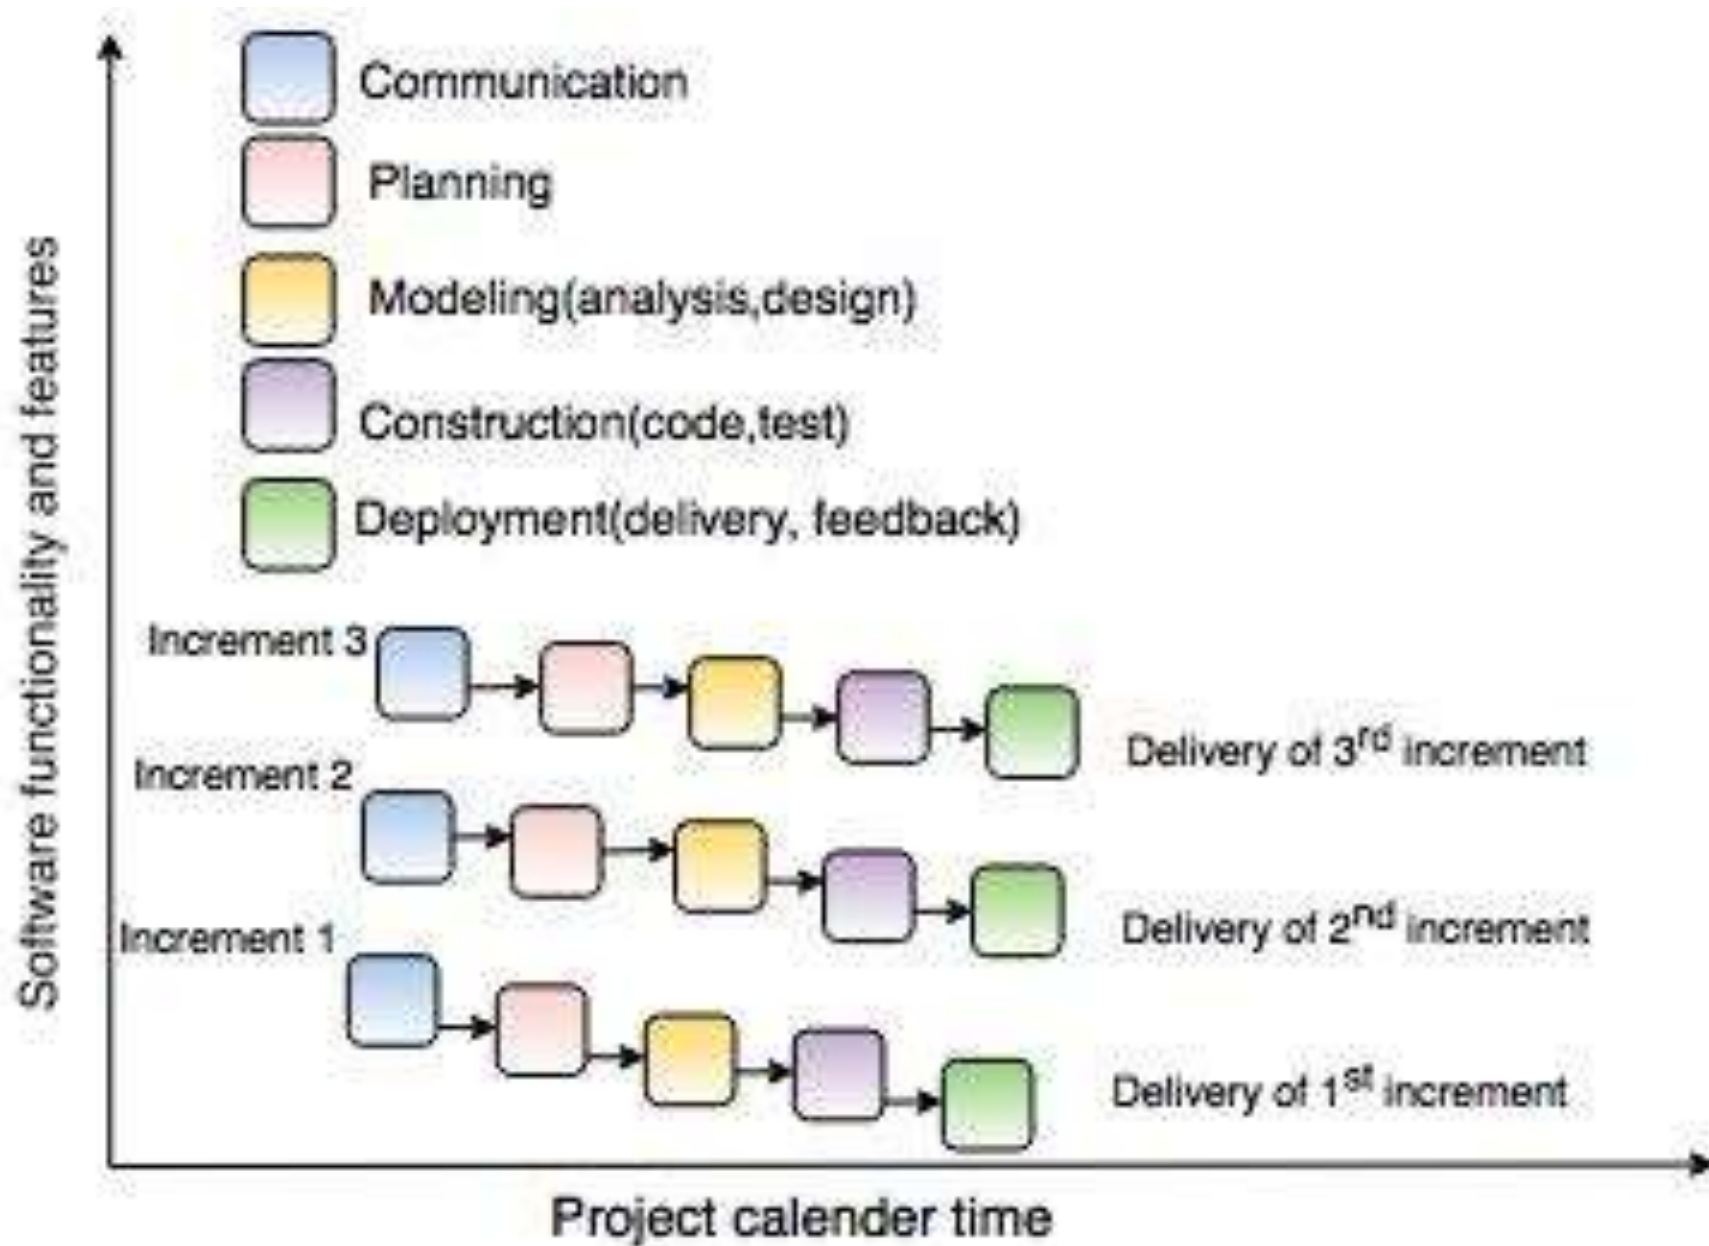 Software functionality and features
Communication
Planning
Modeling(analysis,design)
Construction(code,test)
Deployment(delivery, feedback)
Increment 3
Delivery of 3rd increment
Increment 2
Delivery of 2nd increment
Increment 1
Delivery of 1st increment
Project calender time